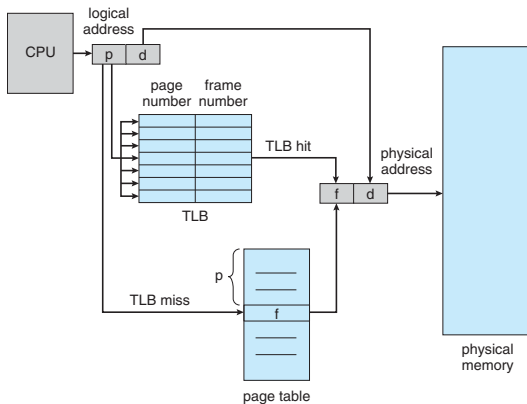 logical
address
CPU
p d
page
number
frame
number
TLB hit
physical
address
f d
TLB
p
TLB miss
f
physical
memory
page table